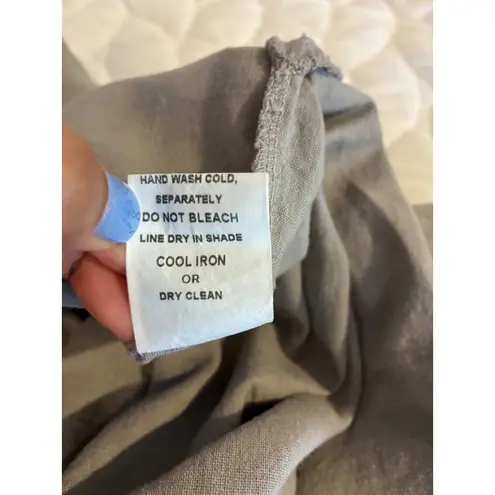 HAND WASH COLD,
SEPARATELY
DO NOT BLEACH
LINE DRY IN SHADE
COOL IRON
OR
DRY CLEAN